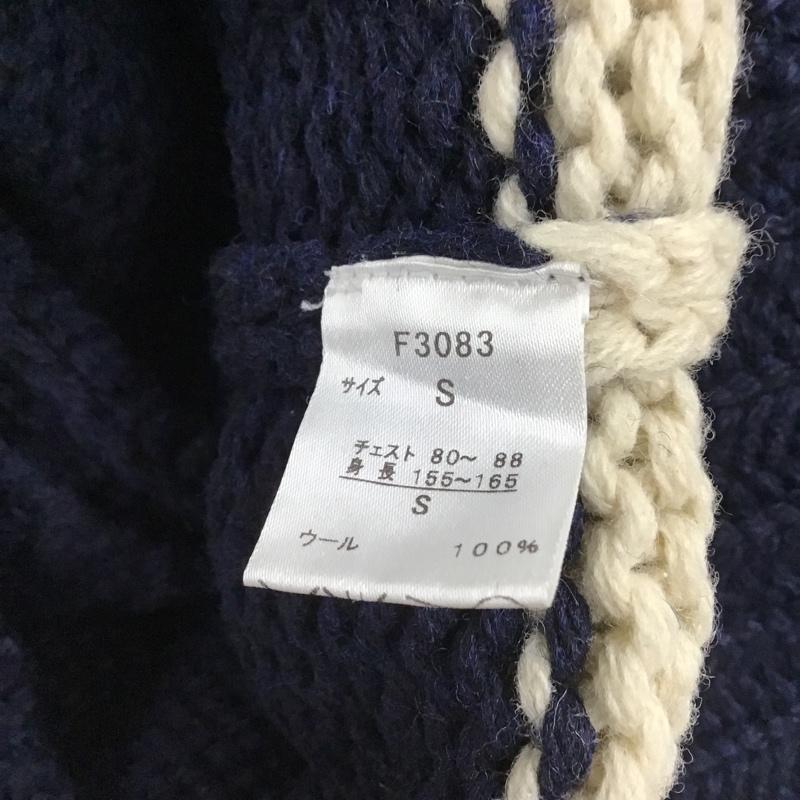 F3083
サイズ S
チェスト 80～ 88
身 長 155～165
S
ウール 100%